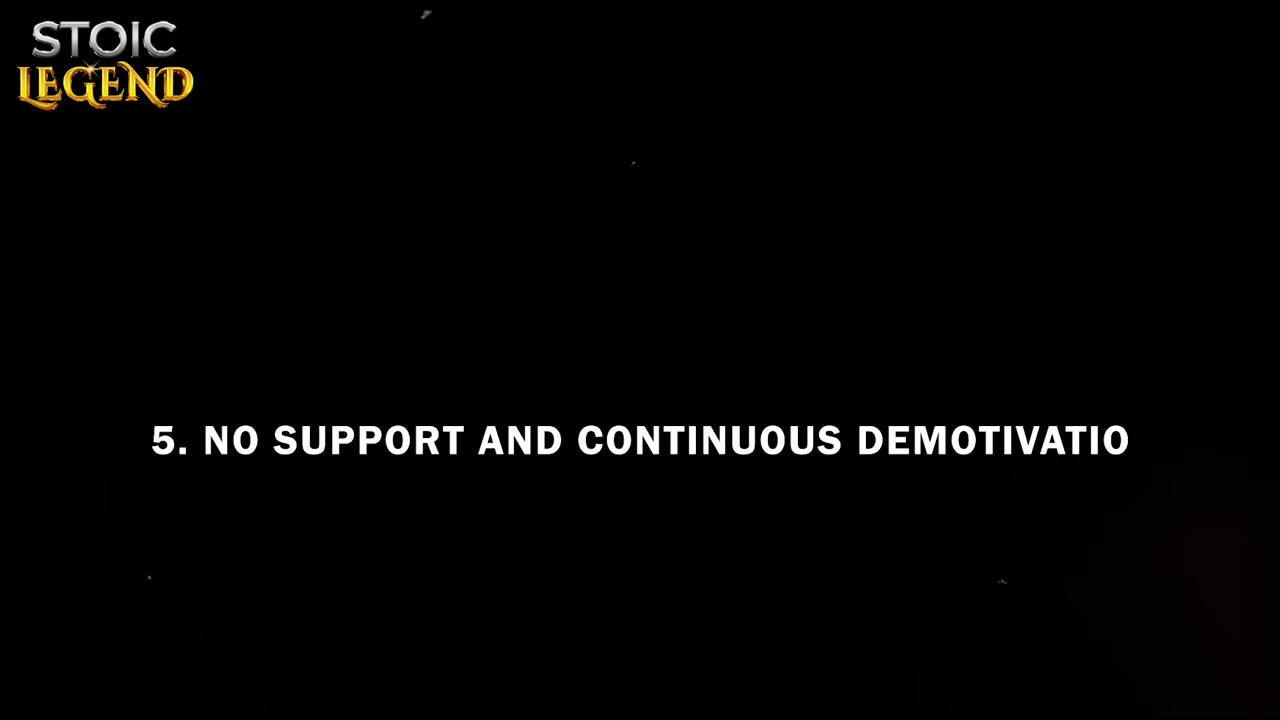 STOIC
LEGEND
5. NO SUPPORT AND CONTINUOUS DEMOTIVATIO